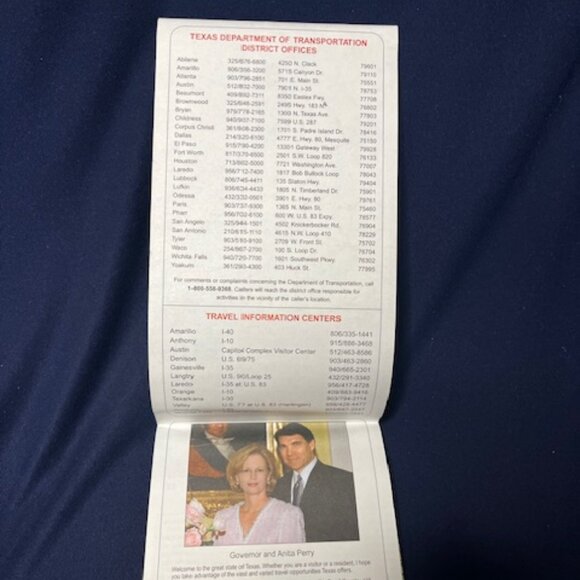 TEXAS DEPARTMENT OF TRANSPORTATION
DISTRICT OFFICES
Abilene 325/676-6800 4250 N. Clack 79601
Amarillo 806/356-3200 5715 Canyon Dr. 79110
Atlanta 903/796-2851 701 E. Main St. 75551
Austin 512/832-7000 7901 N. I-35 78753
Beaumont 409/892-7311 8350 Eastex Fwy. 77708
Brownwood 325/646-2591 2495 Hwy. 183 N 76802
Bryan 979/778-2165 1300 N. Texas Ave. 77803
Childress 940/937-7100 7599 U.S. 287 79201
Corpus Christi 361/808-2300 1701 S. Padre Island Dr. 78416
Dallas 214/320-6100 4777 E. Hwy. 80, Mesquite 75150
El Paso 915/790-4200 13301 Gateway West 79928
Fort Worth 817/370-6500 2501 S.W. Loop 820 76133
Houston 713/802-5000 7721 Washington Ave. 77007
Laredo 956/712-7400 1817 Bob Bullock Loop 78043
Lubbock 806/745-4411 135 Slaton Hwy. 79404
Lufkin 936/634-4433 1805 N. Timberland Dr. 75901
Odessa 432/332-0501 3901 E. Hwy. 80 79761
Paris 903/737-9300 1365 N. Main St. 75460
Pharr 956/702-6100 600 W. U.S. 83 Expy. 78577
San Angelo 325/944-1501 4502 Knickerbocker Rd. 76904
San Antonio 210/615-1110 4615 N.W. Loop 410 78229
Tyler 903/510-9100 2709 W. Front St. 75702
Waco 254/867-2700 100 S. Loop Dr. 76704
Wichita Falls 940/720-7700 1601 Southwest Pkwy. 76302
Yoakum 361/293-4300 403 Huck St. 77995
For comments or complaints concerning the Department of Transportation, call
1-800-558-9368. Callers will reach the district office responsible for
activities in the vicinity of the caller's location.
TRAVEL INFORMATION CENTERS
Amarillo I-40 806/335-1441
Anthony I-10 915/886-3468
Austin Capitol Complex Visitor Center 512/463-8586
Denison U.S. 69/75 903/463-2860
Gainesville I-35 940/665-2301
Langtry U.S. 90/Loop 25 432/291-3340
Laredo I-35 at U.S. 83 956/417-4728
Orange I-10 409/883-9416
Texarkana I-30 903/794-2114
Valley U.S. 77 at U.S. 83 (Harlingen) 956/428-4477
Governor and Anita Perry
Welcome to the great state of Texas. Whether you are a visitor or a resident, I hope
you take advantage of the vast and varied travel opportunities Texas offers.